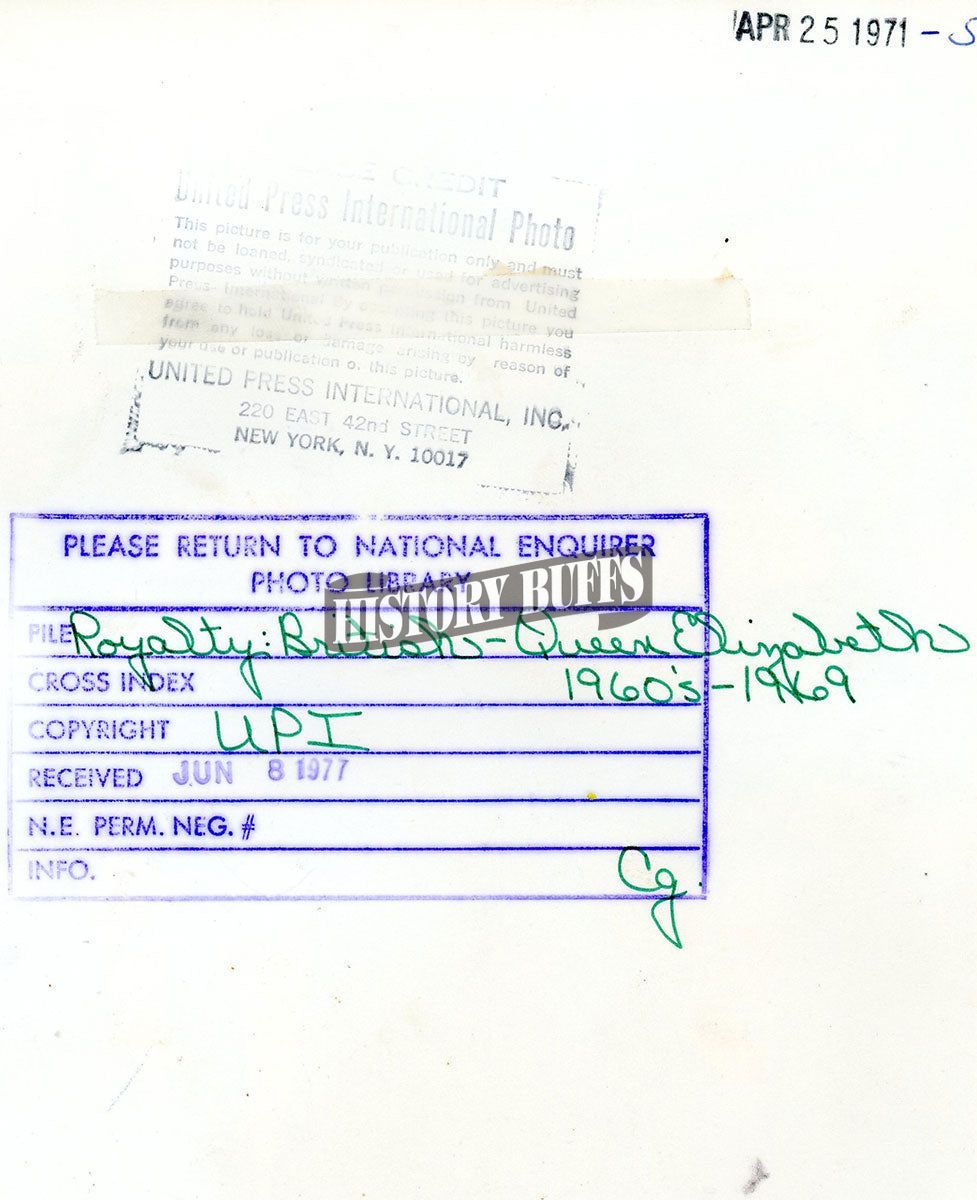 APR 25 1971 - S
CREDIT
United Press International Photo
This picture is for your publication only and must
not be loaned, syndicated or used for advertising
purposes without written permission from United
Press International. By accepting this picture you
agree to hold United Press International harmless
from any loss or damage arising by reason of
your use or publication of this picture.
UNITED PRESS INTERNATIONAL, INC.
220 EAST 42nd STREET
NEW YORK, N. Y. 10017
PLEASE RETURN TO NATIONAL ENQUIRER
PHOTO LIBRARY
HISTORY BUFFS
FILE Royalty: British - Queen Elizabeth
CROSS INDEX 1960's - 1969
COPYRIGHT UPI
RECEIVED JUN 8 1977
N.E. PERM. NEG. #
INFO. Cg.